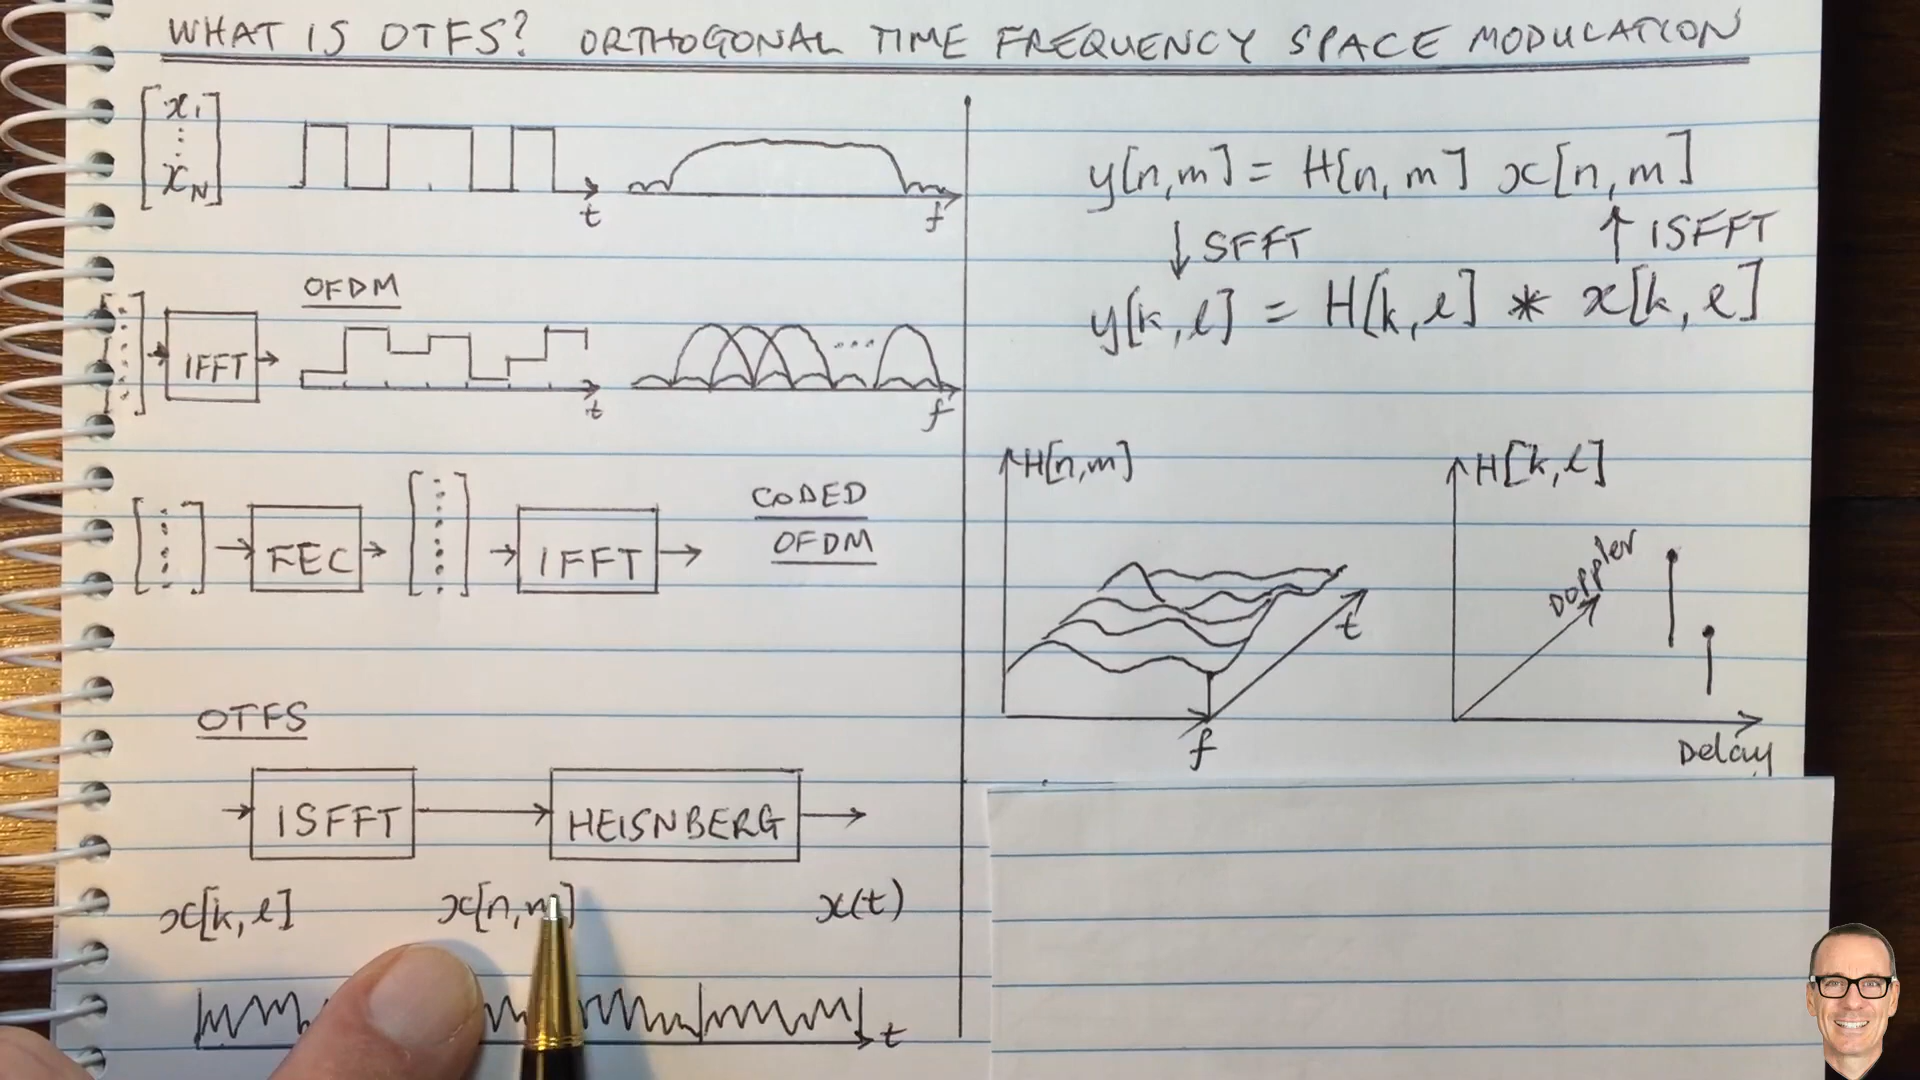 WHAT IS OTFS? ORTHOGONAL TIME FREQUENCY SPACE MODULATION
[x1
⋮
xN]
t
f
OFDM
IFFT
t
f
FEC
IFFT
CODED
OFDM
OTFS
ISFFT
HEISNBERG
x[k,l]
x[n,m]
x(t)
t
y[n,m] = H[n,m] x[n,m]
↓ SFFT
↑ ISFFT
y[k,l] = H[k,l] * x[k,l]
H[n,m]
t
f
H[k,l]
Doppler
Delay